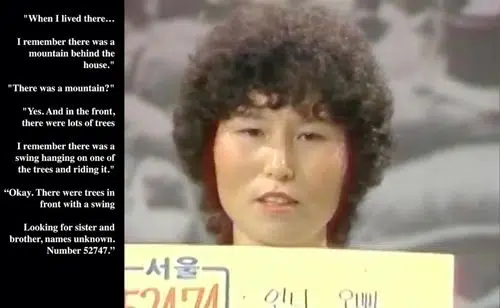 "When I lived there…
I remember there was a
mountain behind the
house."
"There was a mountain?"
"Yes. And in the front,
there were lots of trees
I remember there was a
swing hanging on one of
the trees and riding it."
“Okay. There were trees in
front with a swing
Looking for sister and
brother, names unknown.
Number 52747.”
서울
언니 오빠